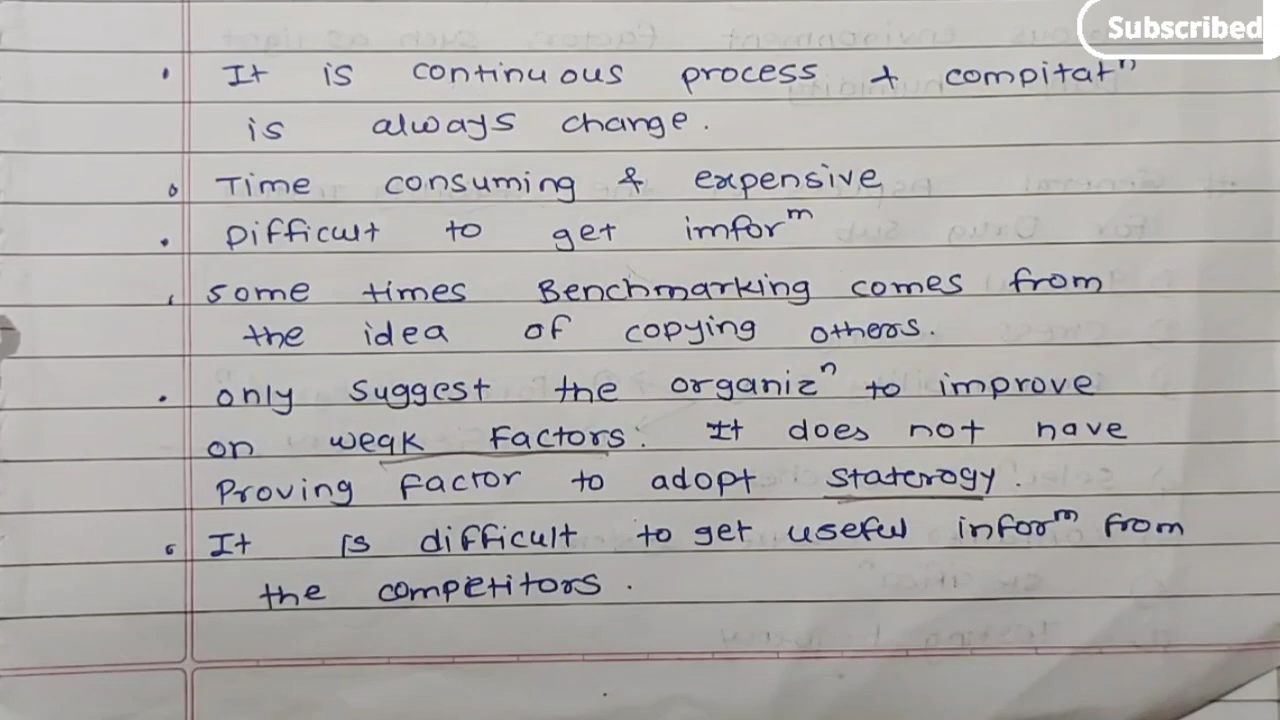 Subscribed
• It is continuous process + compitatⁿ
is always change.
• Time consuming & expensive
• Difficult to get imforᵐ
• some times Benchmarking comes from
the idea of copying others.
• only suggest the organizⁿ to improve
on weak factors. It does not have
Proving factor to adopt staterogy.
• It is difficult to get useful inforᵐ from
the competitors.